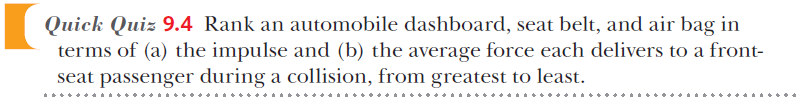 Quick Quiz 9.4 Rank an automobile dashboard, seat belt, and air bag in
terms of (a) the impulse and (b) the average force each delivers to a front-
seat passenger during a collision, from greatest to least.